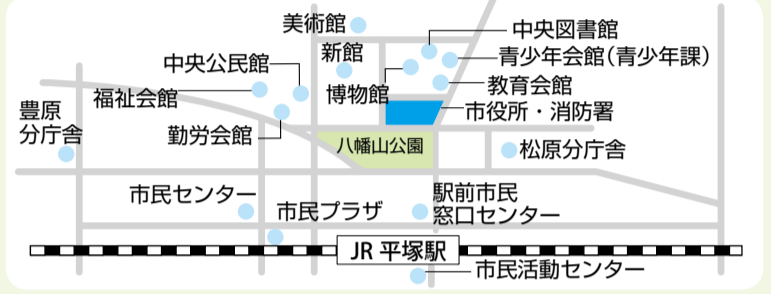 美術館
中央図書館
新館
青少年会館(青少年課)
中央公民館
教育会館
福祉会館
博物館
市役所・消防署
豊原
分庁舎
勤労会館
八幡山公園
松原分庁舎
市民センター
市民プラザ
駅前市民
窓口センター
JR 平塚駅
市民活動センター